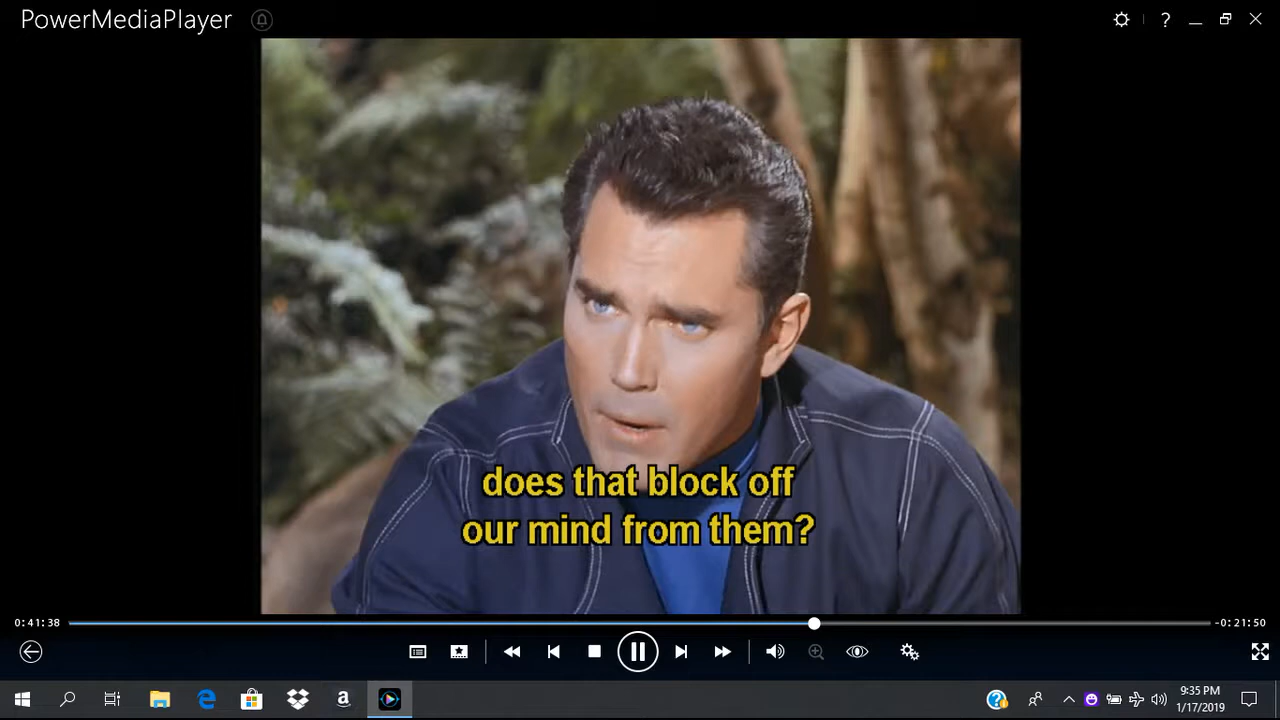 PowerMediaPlayer
?
does that block off
our mind from them?
0:41:38
-0:21:50
a
?
9:35 PM
1/17/2019